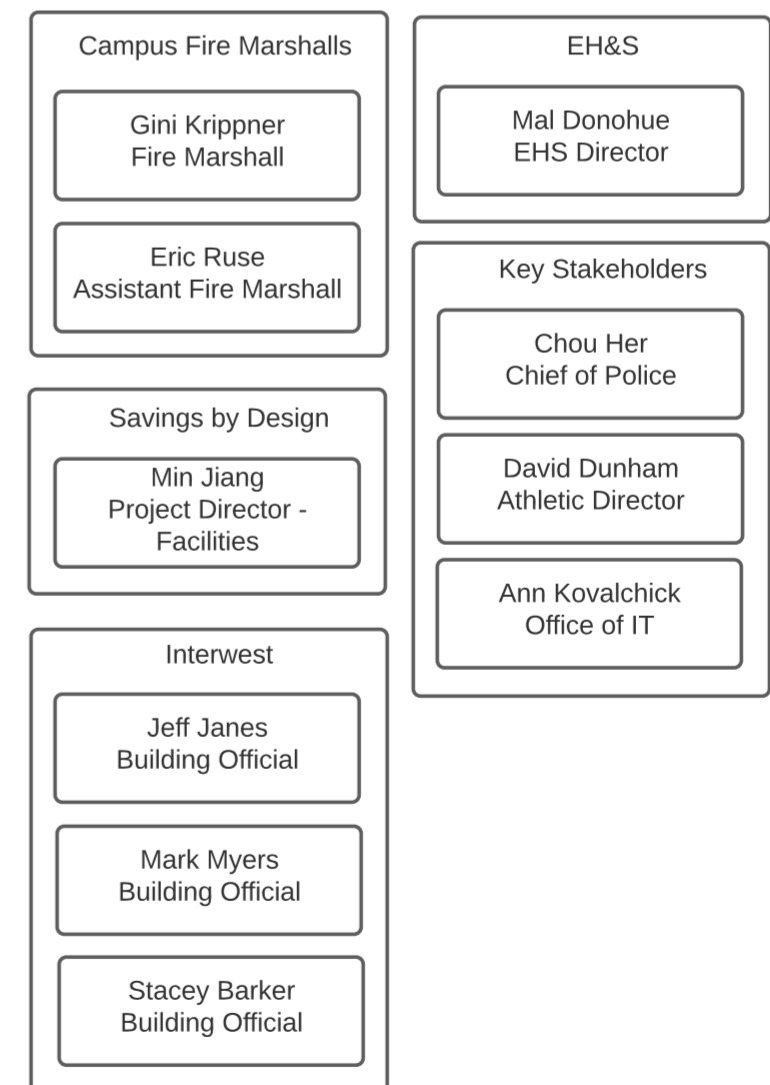 Campus Fire Marshalls
Gini Krippner
Fire Marshall
Eric Ruse
Assistant Fire Marshall
Savings by Design
Min Jiang
Project Director -
Facilities
Interwest
Jeff Janes
Building Official
Mark Myers
Building Official
Stacey Barker
Building Official
EH&S
Mal Donohue
EHS Director
Key Stakeholders
Chou Her
Chief of Police
David Dunham
Athletic Director
Ann Kovalchick
Office of IT